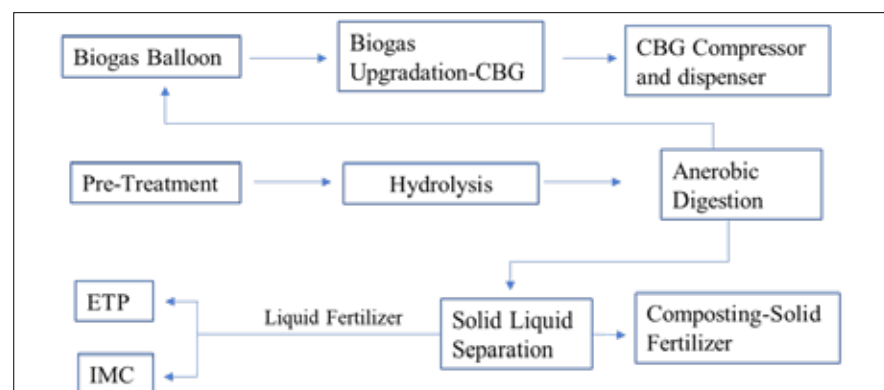 Biogas Balloon
Biogas
Upgradation-CBG
CBG Compressor
and dispenser
Pre-Treatment
Hydrolysis
Anerobic
Digestion
ETP
IMC
Liquid Fertilizer
Solid Liquid
Separation
Composting-Solid
Fertilizer